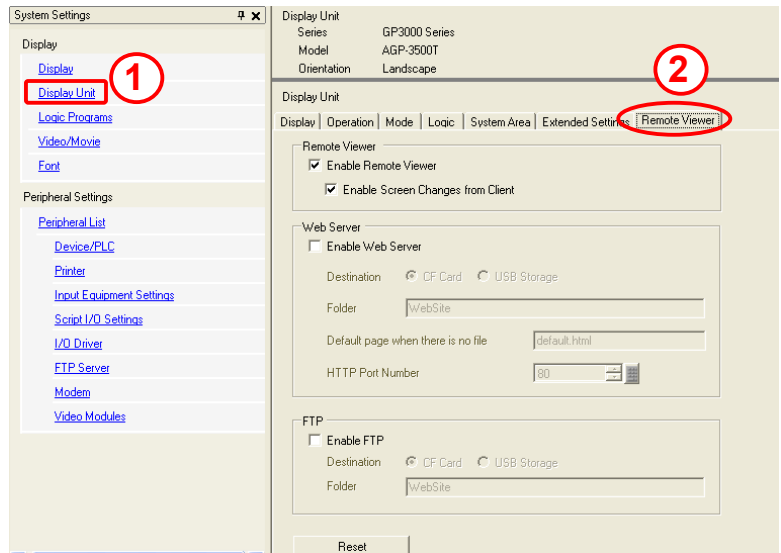 System Settings
Display
Display
1
Display Unit
Logic Programs
Video/Movie
Font
Peripheral Settings
Peripheral List
Device/PLC
Printer
Input Equipment Settings
Script I/O Settings
I/O Driver
FTP Server
Modem
Video Modules
Display Unit
Series GP3000 Series
Model AGP-3500T
Orientation Landscape
2
Display Unit
Display Operation Mode Logic System Area Extended Settings Remote Viewer
Remote Viewer
Enable Remote Viewer
Enable Screen Changes from Client
Web Server
Enable Web Server
Destination CF Card USB Storage
Folder WebSite
Default page when there is no file default.html
HTTP Port Number 80
FTP
Enable FTP
Destination CF Card USB Storage
Folder WebSite
Reset